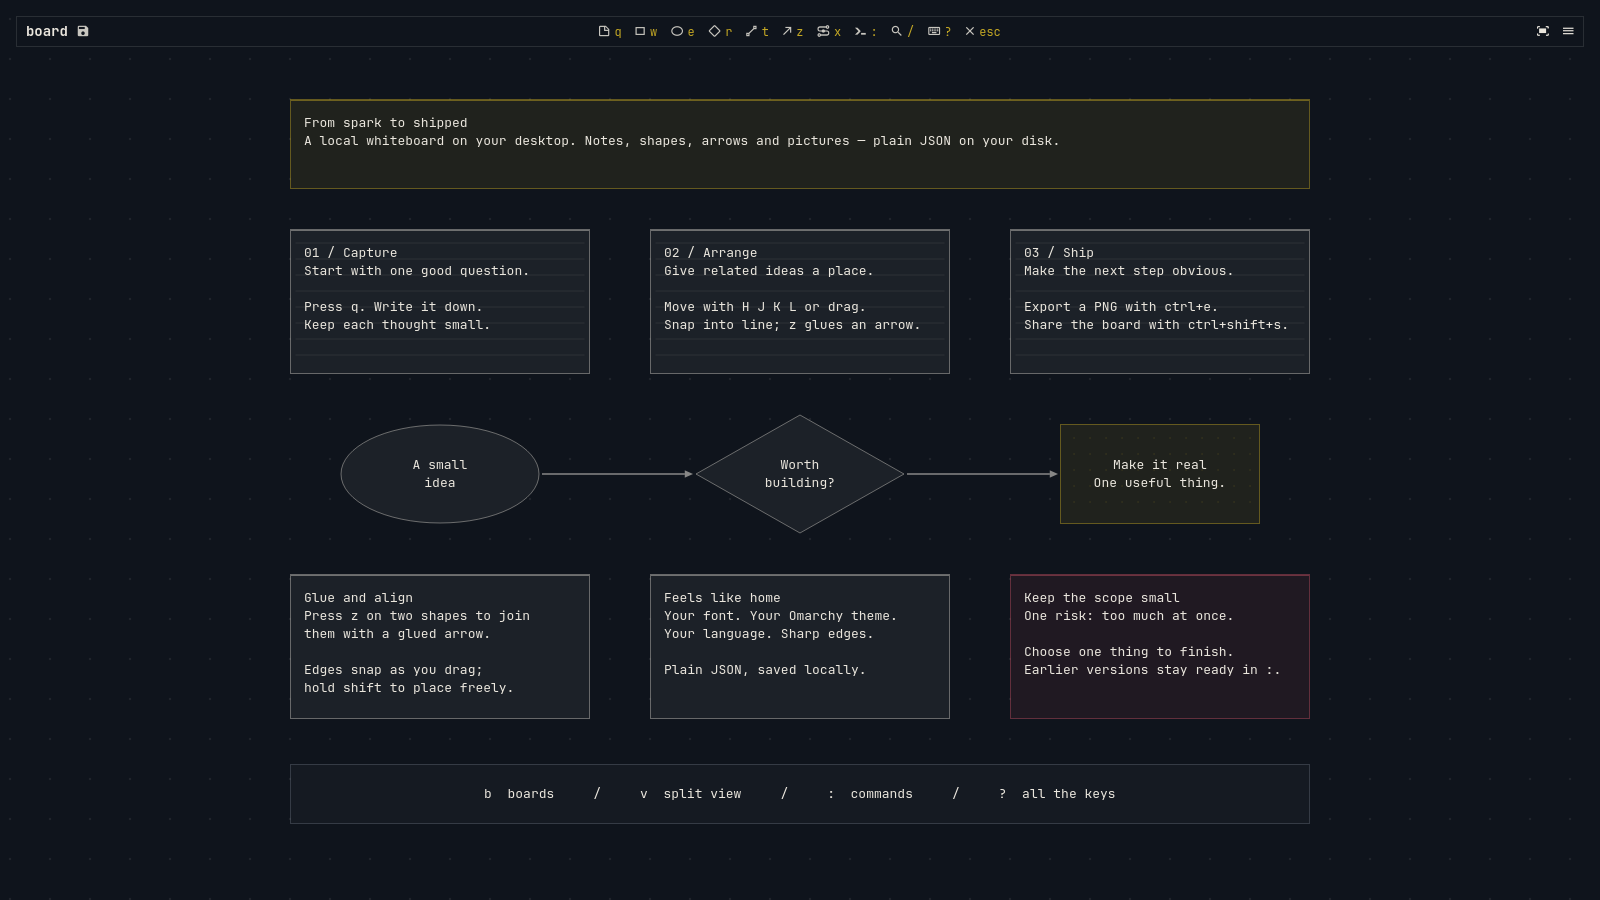 board
q w e r t z x : / ? esc
From spark to shipped
A local whiteboard on your desktop. Notes, shapes, arrows and pictures — plain JSON on your disk.
01 / Capture
Start with one good question.
Press q. Write it down.
Keep each thought small.
02 / Arrange
Give related ideas a place.
Move with H J K L or drag.
Snap into line; z glues an arrow.
03 / Ship
Make the next step obvious.
Export a PNG with ctrl+e.
Share the board with ctrl+shift+s.
A small
idea
Worth
building?
Make it real
One useful thing.
Glue and align
Press z on two shapes to join
them with a glued arrow.
Edges snap as you drag;
hold shift to place freely.
Feels like home
Your font. Your Omarchy theme.
Your language. Sharp edges.
Plain JSON, saved locally.
Keep the scope small
One risk: too much at once.
Choose one thing to finish.
Earlier versions stay ready in :.
b boards / v split view / : commands / ? all the keys